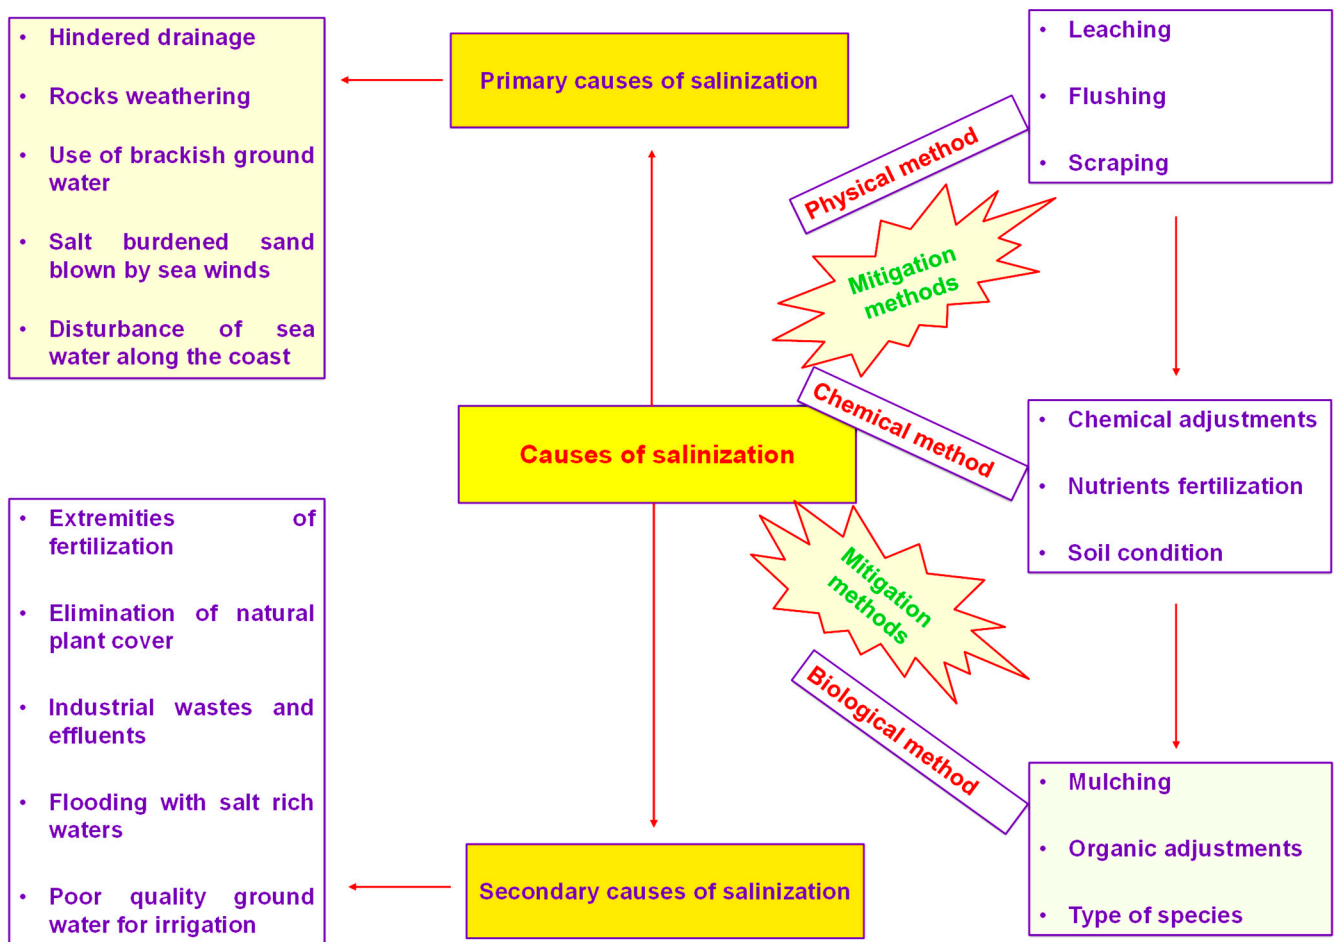 • Hindered drainage
• Rocks weathering
• Use of brackish ground
water
• Salt burdened sand
blown by sea winds
• Disturbance of sea
water along the coast
Primary causes of salinization
• Leaching
• Flushing
• Scraping
Physical method
Mitigation
methods
Chemical method
Causes of salinization
• Chemical adjustments
• Nutrients fertilization
• Soil condition
• Extremities of
fertilization
• Elimination of natural
plant cover
• Industrial wastes and
effluents
• Flooding with salt rich
waters
• Poor quality ground
water for irrigation
Mitigation
methods
Biological method
Secondary causes of salinization
• Mulching
• Organic adjustments
• Type of species